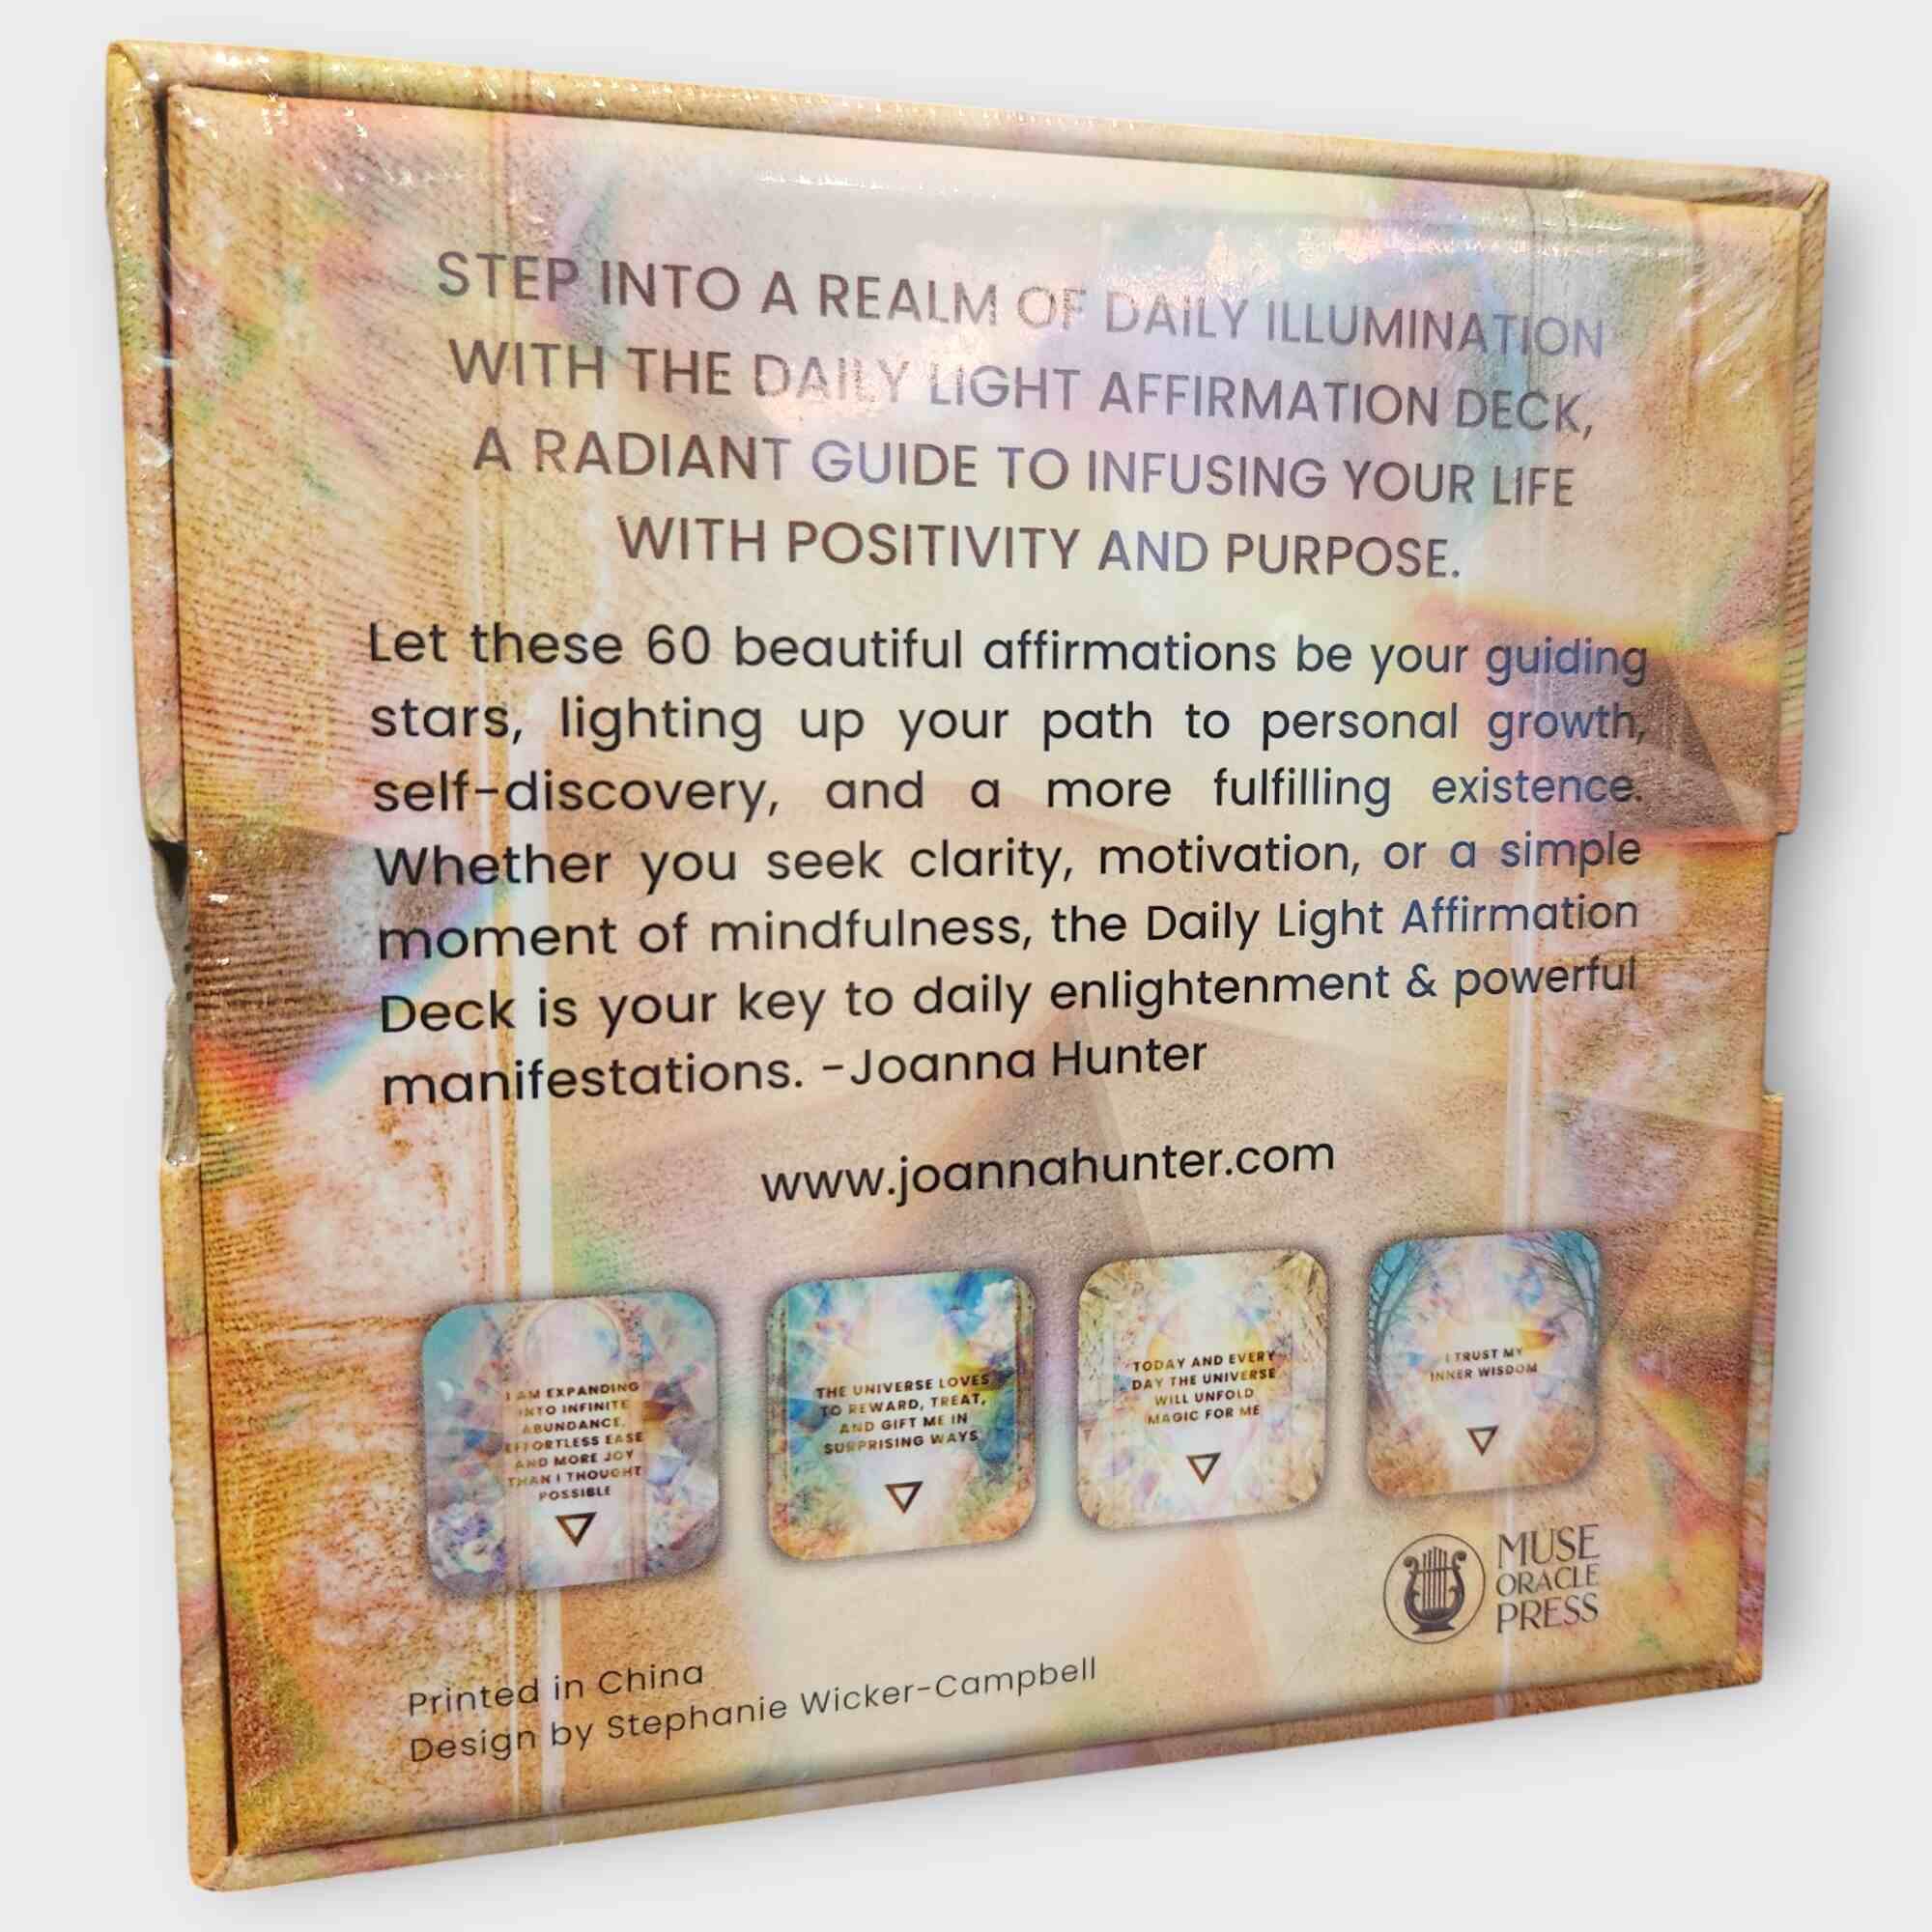 STEP INTO A REALM OF DAILY ILLUMINATION
WITH THE DAILY LIGHT AFFIRMATION DECK,
A RADIANT GUIDE TO INFUSING YOUR LIFE
WITH POSITIVITY AND PURPOSE.
Let these 60 beautiful affirmations be your guiding
stars, lighting up your path to personal growth,
self-discovery, and a more fulfilling existence.
Whether you seek clarity, motivation, or a simple
moment of mindfulness, the Daily Light Affirmation
Deck is your key to daily enlightenment & powerful
manifestations. -Joanna Hunter
www.joannahunter.com
I AM EXPANDING
INTO INFINITE
ABUNDANCE,
EFFORTLESS EASE
AND MORE JOY
THAN I THOUGHT
POSSIBLE
THE UNIVERSE LOVES
TO REWARD, TREAT,
AND GIFT ME IN
SURPRISING WAYS
TODAY AND EVERY
DAY THE UNIVERSE
WILL UNFOLD
MAGIC FOR ME
I TRUST MY
INNER WISDOM
MUSE
ORACLE
PRESS
Printed in China
Design by Stephanie Wicker-Campbell